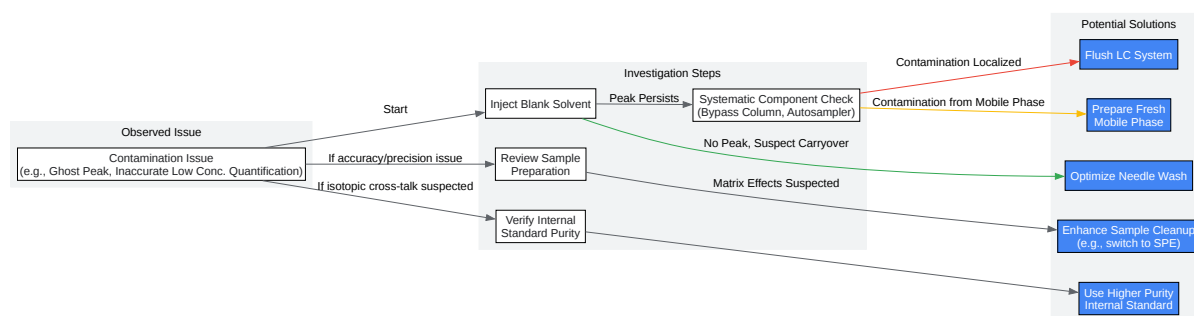 Observed Issue
Contamination Issue
(e.g., Ghost Peak, Inaccurate Low Conc. Quantification)
Start
If accuracy/precision issue
If isotopic cross-talk suspected
Investigation Steps
Inject Blank Solvent
Peak Persists
Systematic Component Check
(Bypass Column, Autosampler)
Review Sample
Preparation
Verify Internal
Standard Purity
Contamination Localized
Contamination from Mobile Phase
No Peak, Suspect Carryover
Matrix Effects Suspected
Potential Solutions
Flush LC System
Prepare Fresh
Mobile Phase
Optimize Needle Wash
Enhance Sample Cleanup
(e.g., switch to SPE)
Use Higher Purity
Internal Standard